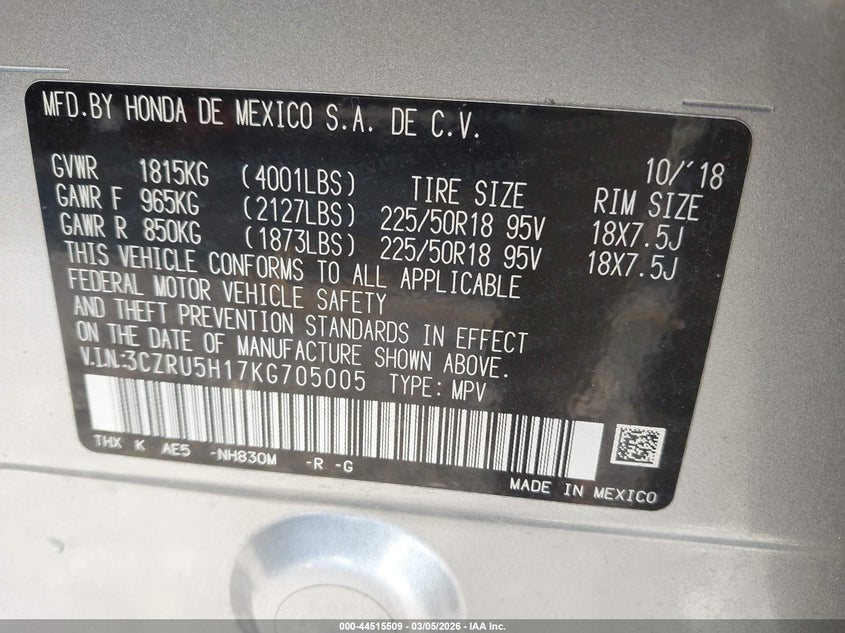 MFD.BY HONDA DE MEXICO S.A. DE C.V.
10/'18
GVWR 1815KG (4001LBS) TIRE SIZE RIM SIZE
GAWR F 965KG (2127LBS) 225/50R18 95V 18X7.5J
GAWR R 850KG (1873LBS) 225/50R18 95V 18X7.5J
THIS VEHICLE CONFORMS TO ALL APPLICABLE
FEDERAL MOTOR VEHICLE SAFETY
AND THEFT PREVENTION STANDARDS IN EFFECT
ON THE DATE OF MANUFACTURE SHOWN ABOVE.
V.I.N.:3CZRU5H17KG705005 TYPE: MPV
THX K AE5 -NH830M -R -G
MADE IN MEXICO
000-44515509 — 03/05/2026 — IAA Inc.